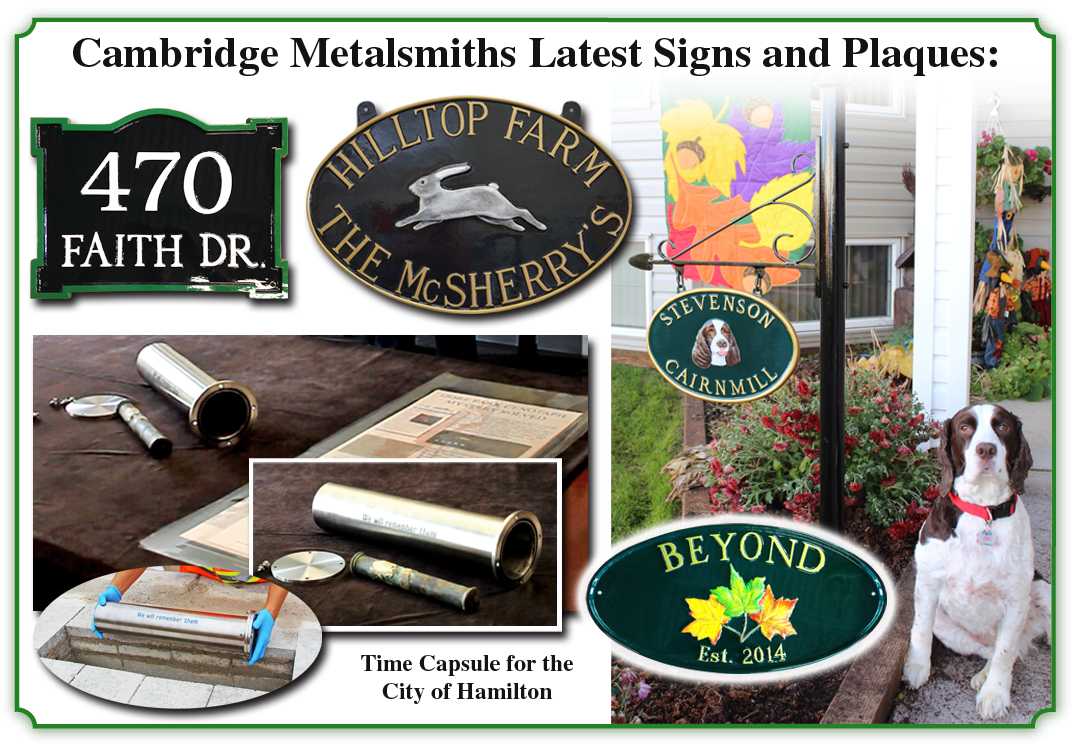 Cambridge Metalsmiths Latest Signs and Plaques:
470
FAITH DR.
HILLTOP FARM
THE McSHERRY'S
STEVENSON
CAIRNMILL
We will remember them
We will remember them
BEYOND
Est. 2014
Time Capsule for the
City of Hamilton